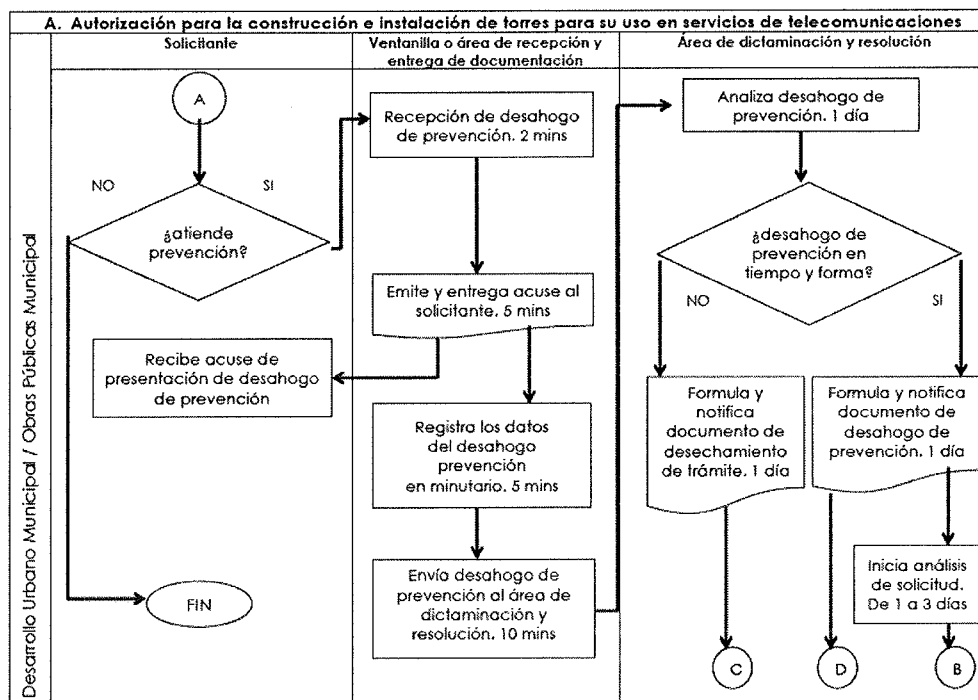 A. Autorización para la construcción e instalación de torres para su uso en servicios de telecomunicaciones
Desarrollo Urbano Municipal / Obras Públicas Municipal
Solicitante
A
NO
SI
¿atiende
prevención?
Recibe acuse de
presentación de desahogo
de prevención
FIN
Ventanilla o área de recepción y
entrega de documentación
Recepción de desahogo
de prevención. 2 mins
Emite y entrega acuse al
solicitante. 5 mins
Registra los datos
del desahogo
prevención
en minutario. 5 mins
Envía desahogo de
prevención al área de
dictaminación y
resolución. 10 mins
Área de dictaminación y resolución
Analiza desahogo de
prevención. 1 día
¿desahogo de
prevención en
tiempo y forma?
NO
SI
Formula y
notifica
documento de
desechamiento
de trámite. 1 día
Formula y notifica
documento de
desahogo de
prevención. 1 día
Inicia análisis
de solicitud.
De 1 a 3 días
C
D
B